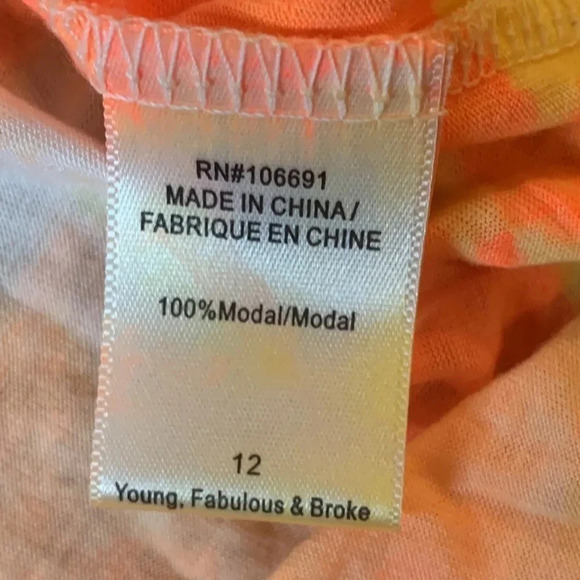 RN#106691
MADE IN CHINA/
FABRIQUE EN CHINE
100%Modal/Modal
12
Young, Fabulous & Broke